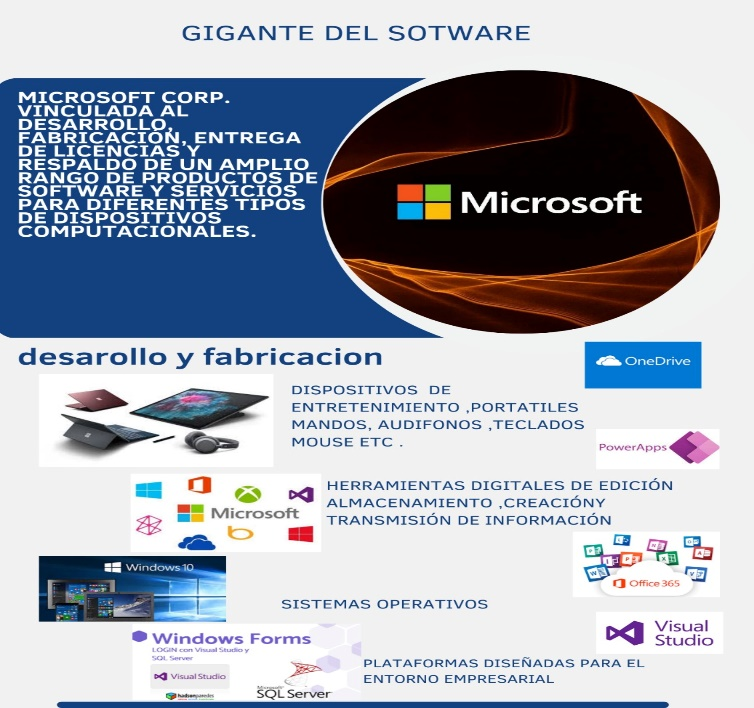 GIGANTE DEL SOTWARE
MICROSOFT CORP.
VINCULADA AL
DESARROLLO,
FABRICACIÓN, ENTREGA
DE LICENCIAS Y
RESPALDO DE UN AMPLIO
RANGO DE PRODUCTOS DE
SOFTWARE Y SERVICIOS
PARA DIFERENTES TIPOS
DE DISPOSITIVOS
COMPUTACIONALES.
Microsoft
desarollo y fabricacion
OneDrive
DISPOSITIVOS DE
ENTRETENIMIENTO ,PORTATILES
MANDOS, AUDIFONOS ,TECLADOS
MOUSE ETC .
PowerApps
HERRAMIENTAS DIGITALES DE EDICIÓN
ALMACENAMIENTO ,CREACIÓNY
TRANSMISIÓN DE INFORMACIÓN
Microsoft
Office 365
Windows 10
SISTEMAS OPERATIVOS
Visual
Studio
Windows Forms
LOGIN con Visual Studio y
SQL Server
Visual Studio
Microsoft
SQL Server
hadsonparedes
PLATAFORMAS DISEÑADAS PARA EL
ENTORNO EMPRESARIAL